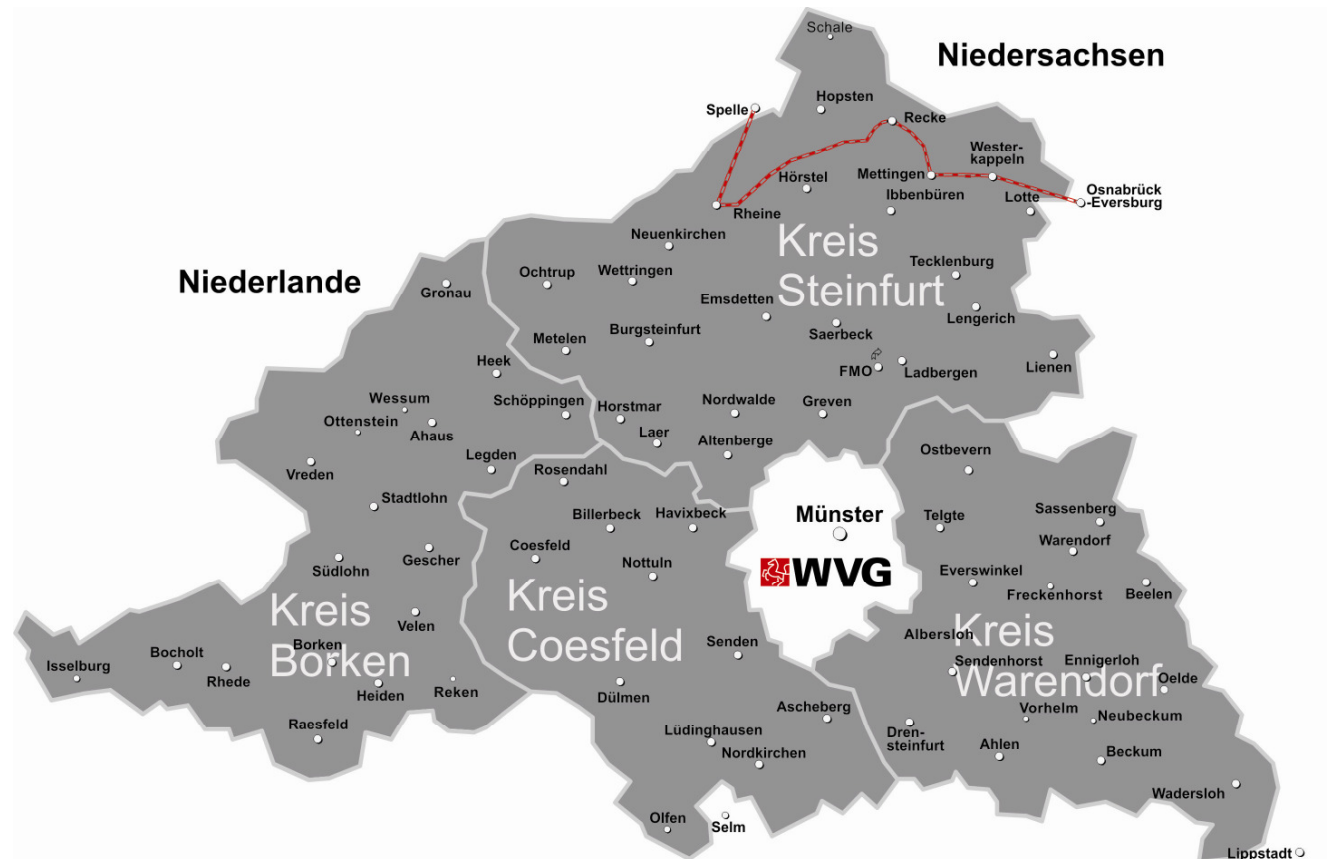 Schale
Niedersachsen
Hopsten
Spelle
Recke
Wester-
kappeln
Hörstel
Mettingen
Ibbenbüren
Osnabrück
-Eversburg
Lotte
Rheine
Neuenkirchen
Kreis
Steinfurt
Niederlande
Gronau
Ochtrup
Wettringen
Tecklenburg
Emsdetten
Lengerich
Saerbeck
Burgsteinfurt
Metelen
Heek
FMO
Ladbergen
Lienen
Wessum
Schöppingen
Horstmar
Nordwalde
Greven
Ottenstein
Ahaus
Laer
Altenberge
Legden
Rosendahl
Ostbevern
Vreden
Stadtlohn
Billerbeck
Havixbeck
Münster
Telgte
Sassenberg
Warendorf
Coesfeld
Gescher
Südlohn
Nottuln
WVG
Everswinkel
Freckenhorst
Beelen
Kreis
Borken
Kreis
Coesfeld
Velen
Albersloh
Kreis
Warendorf
Isselburg
Bocholt
Rhede
Borken
Heiden
Reken
Senden
Sendenhorst
Ennigerloh
Oelde
Dülmen
Raesfeld
Ascheberg
Lüdinghausen
Nordkirchen
Dren-
steinfurt
Vorhelm
Neubeckum
Ahlen
Beckum
Wadersloh
Olfen
Selm
Lippstadt